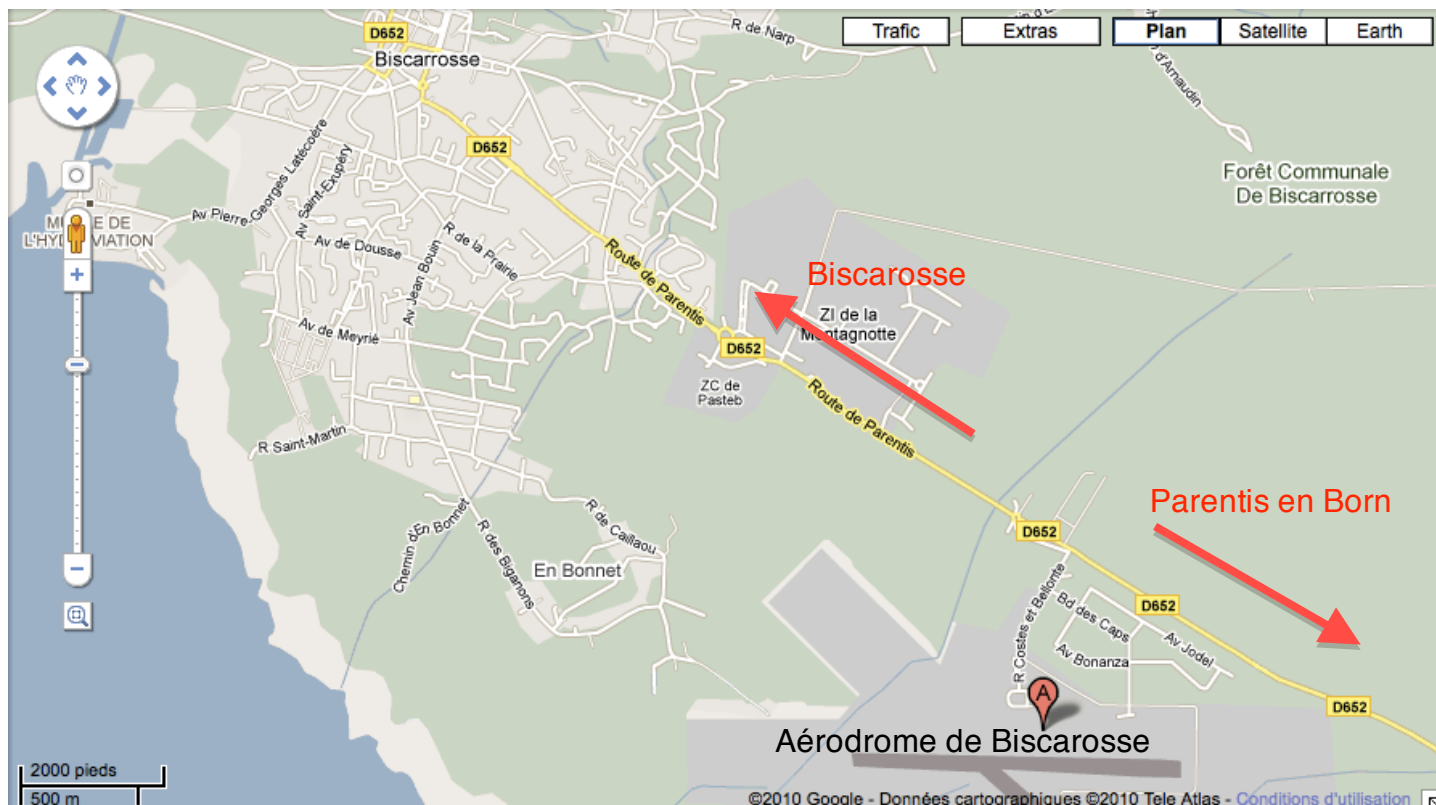 D652
R de Narp
Trafic
Extras
Plan
Satellite
Earth
Biscarrosse
d'Arnaudin
D652
Forêt Communale
De Biscarrosse
Av Pierre-Georges Latécoère
Av Saint-Exupéry
L'HYD VIATION
Av de Dousse
R de la Prairie
Av Jean Bouin
Route de Parentis
Biscarosse
ZI de la
Montagnotte
Av de Meyrié
D652
ZC de
Pasteb
Route de Parentis
R Saint-Martin
Parentis en Born
Chemin d'En Bonnet
R des Biganons
R de Caillaou
D652
En Bonnet
R Costes et Bellonte
Bd des Caps
D652
Av Jodel
Av Bonanza
A
D652
Aérodrome de Biscarosse
2000 pieds
500 m
©2010 Google - Données cartographiques ©2010 Tele Atlas - Conditions d'utilisation